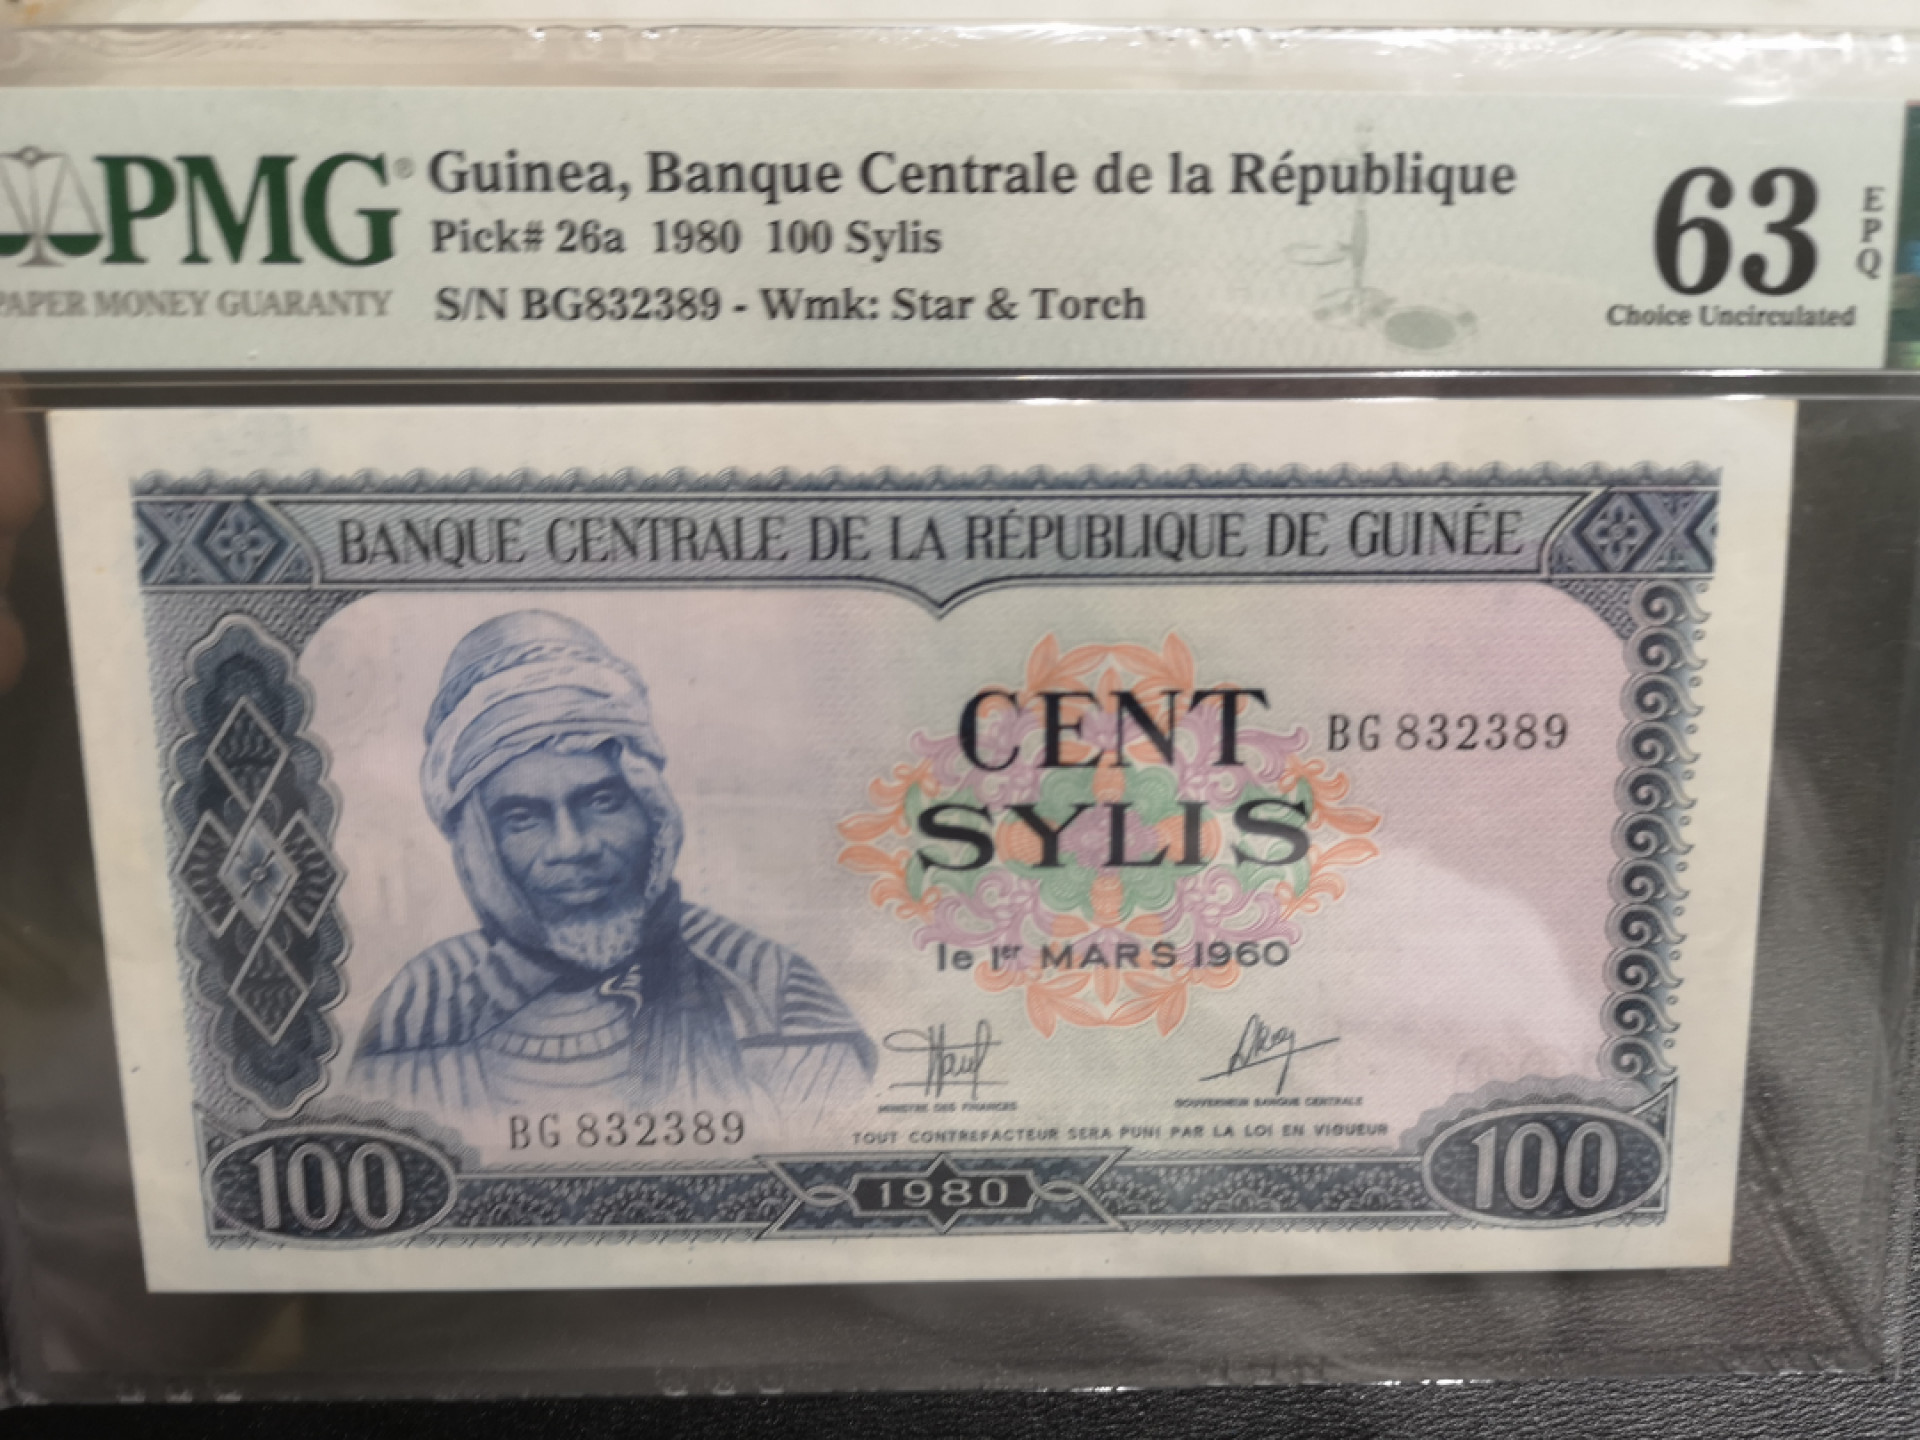 PMG®
PAPER MONEY GUARANTY
Guinea, Banque Centrale de la République
Pick# 26a 1980 100 Sylis
S/N BG832389 - Wmk: Star & Torch
63
EPQ
Choice Uncirculated
BANQUE CENTRALE DE LA RÉPUBLIQUE DE GUINÉE
CENT
SYLIS
BG 832389
le 1er MARS 1960
MINISTRE DES FINANCES
GOUVERNEUR BANQUE CENTRALE
BG 832389
TOUT CONTREFACTEUR SERA PUNI PAR LA LOI EN VIGUEUR
100
1980
100